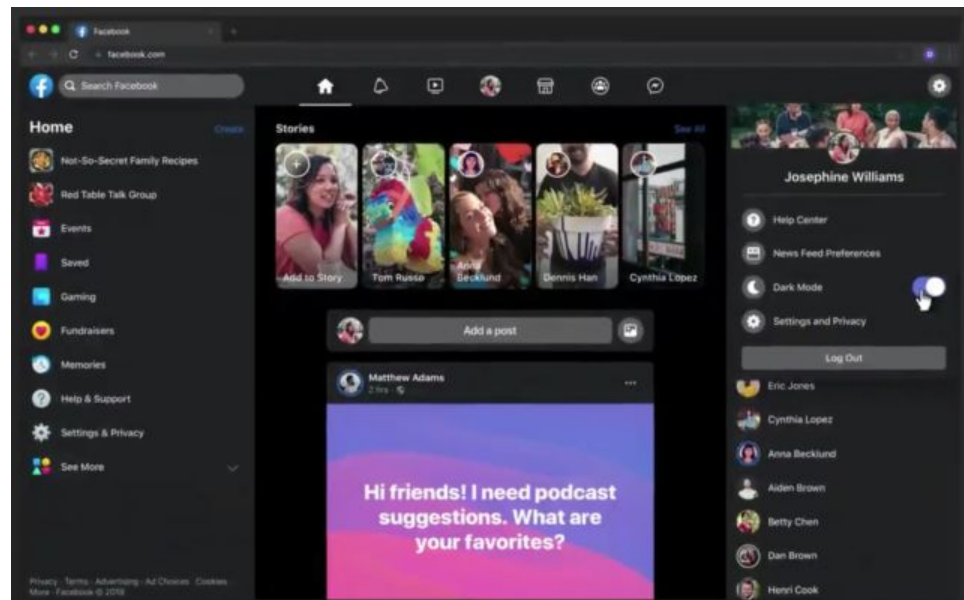 Facebook
facebook.com
Search Facebook
Home
Create
Not-So-Secret Family Recipes
Red Table Talk Group
Events
Saved
Gaming
Fundraisers
Memories
Help & Support
Settings & Privacy
See More
Privacy · Terms · Advertising · Ad Choices · Cookies ·
More · Facebook © 2019
Stories
See All
Add to Story
Tom Russo
Anna
Becklund
Dennis Han
Cynthia Lopez
Add a post
Matthew Adams
2 hrs ·
Hi friends! I need podcast
suggestions. What are
your favorites?
Josephine Williams
Help Center
News Feed Preferences
Dark Mode
Settings and Privacy
Log Out
Eric Jones
Cynthia Lopez
Anna Becklund
Aiden Brown
Betty Chen
Dan Brown
Henri Cook